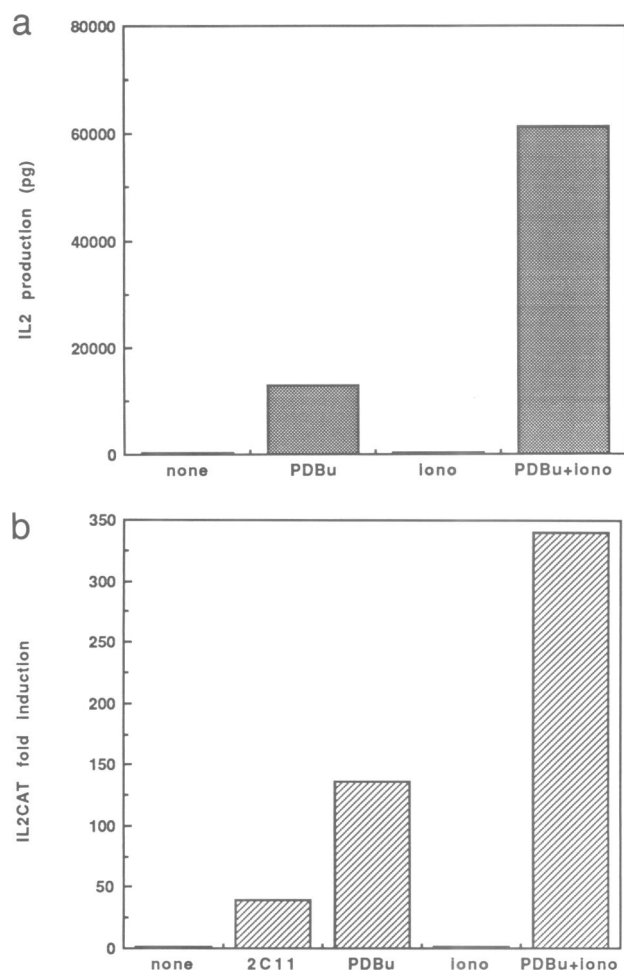 a
80000
60000
40000
20000
0
IL2 production (pg)
none PDBu iono PDBu+iono
b
350
300
250
200
150
100
50
0
IL2CAT fold induction
none 2C11 PDBu iono PDBu+iono